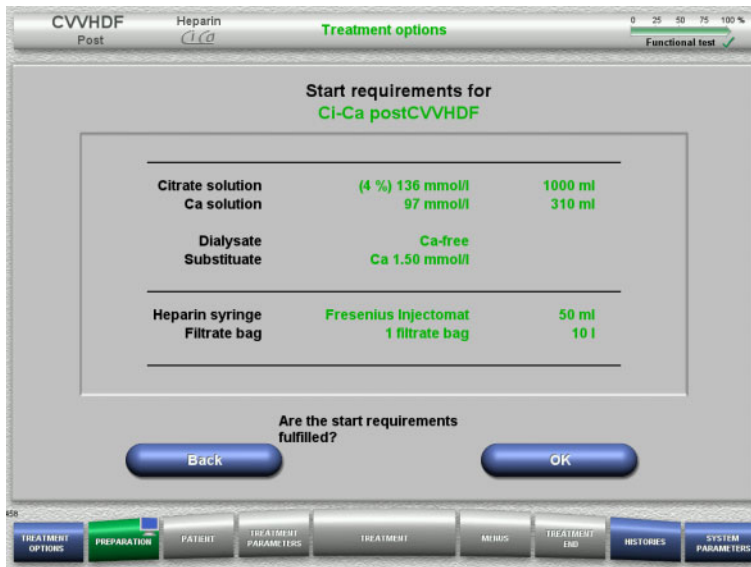 CVVHDF
Post
Heparin
CiCa
Treatment options
0 25 50 75 100 %
Functional test
Start requirements for
Ci-Ca postCVVHDF
Citrate solution (4 %) 136 mmol/l 1000 ml
Ca solution 97 mmol/l 310 ml
Dialysate Ca-free
Substituate Ca 1.50 mmol/l
Heparin syringe Fresenius Injectomat 50 ml
Filtrate bag 1 filtrate bag 10 l
Are the start requirements
fulfilled?
Back
OK
TREATMENT
OPTIONS
PREPARATION
PATIENT
TREATMENT
PARAMETERS
TREATMENT
MENUS
TREATMENT
END
HISTORIES
SYSTEM
PARAMETERS